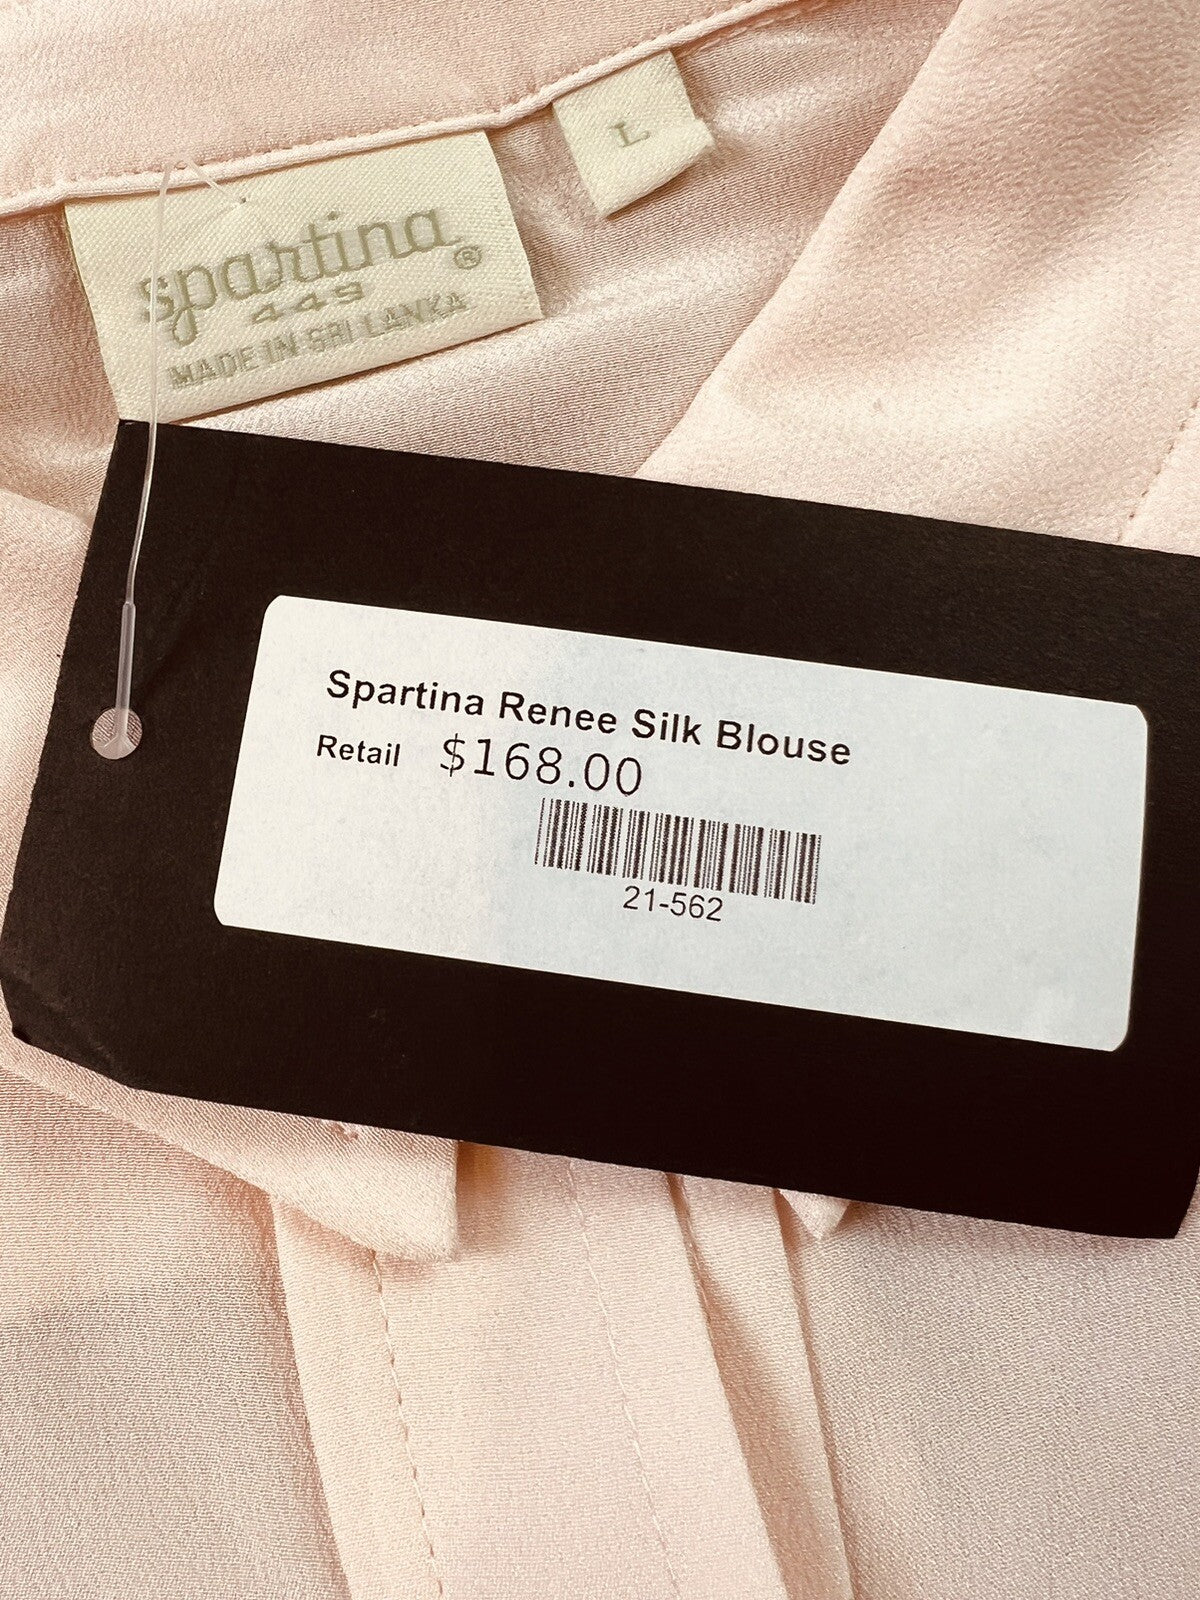 L
spartina®
449
MADE IN SRI LANKA
Spartina Renee Silk Blouse
Retail $168.00
21-562